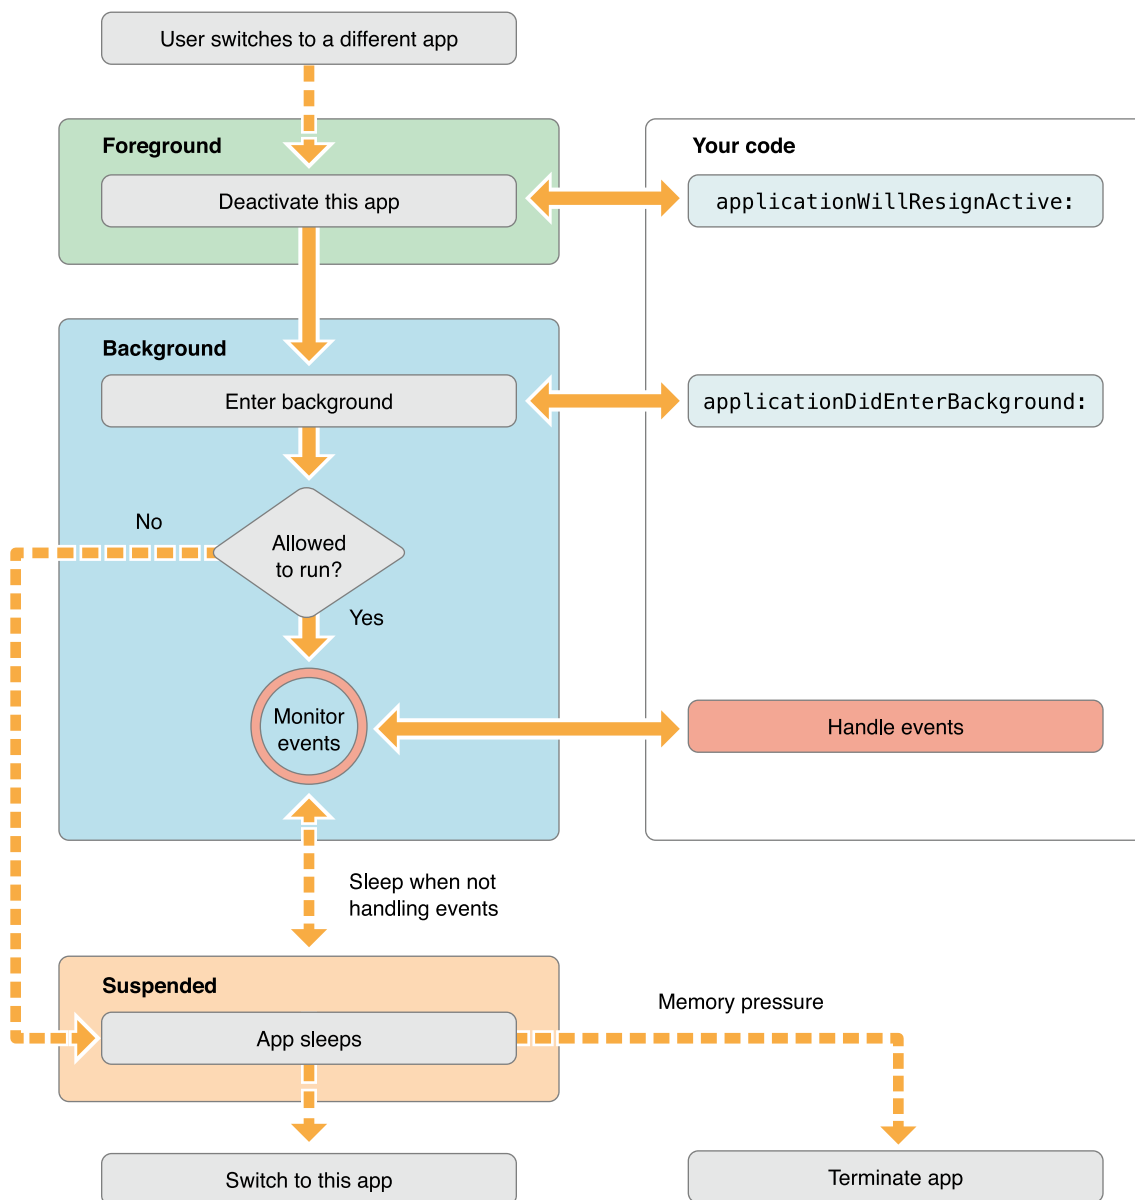 User switches to a different app
Foreground
Deactivate this app
Your code
applicationWillResignActive:
Background
Enter background
applicationDidEnterBackground:
No
Allowed
to run?
Yes
Monitor
events
Handle events
Sleep when not
handling events
Suspended
App sleeps
Memory pressure
Switch to this app
Terminate app